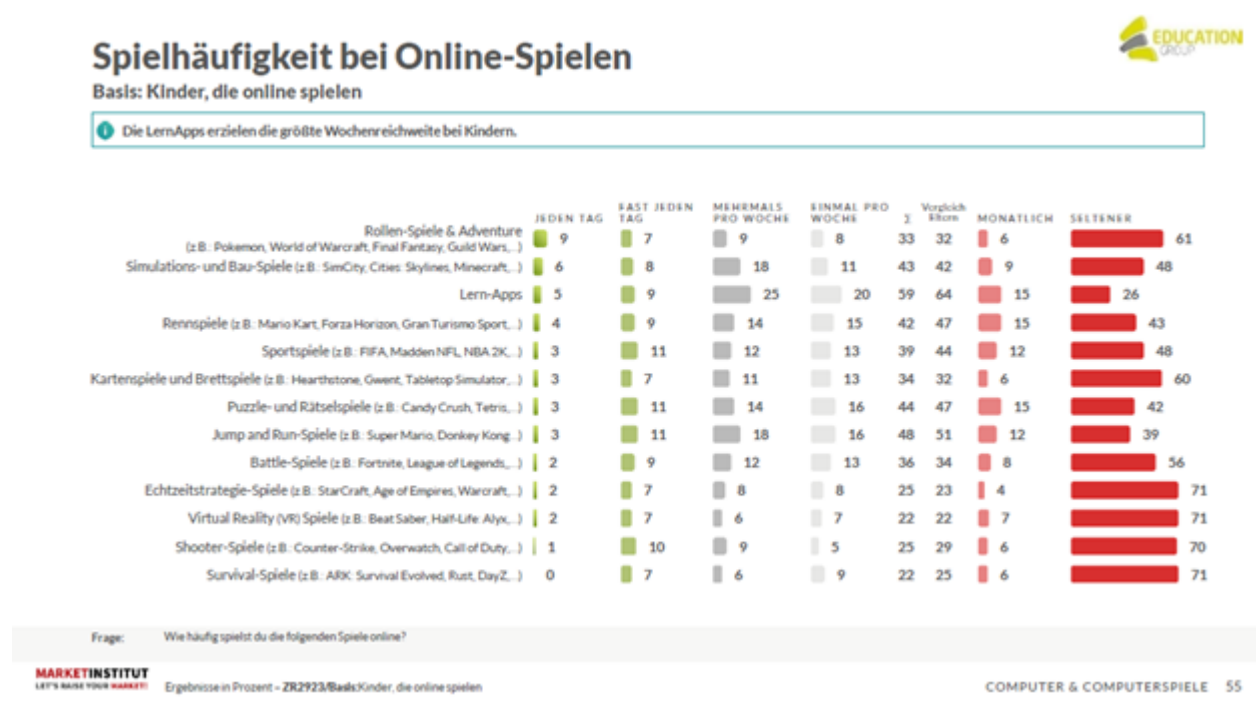 EDUCATION
GROUP
Spielhäufigkeit bei Online-Spielen
Basis: Kinder, die online spielen
i Die LernApps erzielen die größte Wochenreichweite bei Kindern.
JEDEN TAG FAST JEDEN TAG MEHRMALS PRO WOCHE EINMAL PRO WOCHE Σ Vergleich Eltern MONATLICH SELTENER
Rollen-Spiele & Adventure 9 7 9 8 33 32 6 61
(z.B.: Pokemon, World of Warcraft, Final Fantasy, Guild Wars,...)
Simulations- und Bau-Spiele (z.B.: SimCity, Cities: Skylines, Minecraft,...) 6 8 18 11 43 42 9 48
Lern-Apps 5 9 25 20 59 64 15 26
Rennspiele (z.B.: Mario Kart, Forza Horizon, Gran Turismo Sport,...) 4 9 14 15 42 47 15 43
Sportspiele (z.B.: FIFA, Madden NFL, NBA 2K,...) 3 11 12 13 39 44 12 48
Kartenspiele und Brettspiele (z.B.: Hearthstone, Gwent, Tabletop Simulator,...) 3 7 11 13 34 32 6 60
Puzzle- und Rätselspiele (z.B.: Candy Crush, Tetris,...) 3 11 14 16 44 47 15 42
Jump and Run-Spiele (z.B.: Super Mario, Donkey Kong...) 3 11 18 16 48 51 12 39
Battle-Spiele (z.B.: Fortnite, League of Legends,...) 2 9 12 13 36 34 8 56
Echtzeitstrategie-Spiele (z.B.: StarCraft, Age of Empires, Warcraft,...) 2 7 8 8 25 23 4 71
Virtual Reality (VR) Spiele (z.B.: Beat Saber, Half-Life: Alyx,...) 2 7 6 7 22 22 7 71
Shooter-Spiele (z.B.: Counter-Strike, Overwatch, Call of Duty,...) 1 10 9 5 25 29 6 70
Survival-Spiele (z.B.: ARK: Survival Evolved, Rust, DayZ,...) 0 7 6 9 22 25 6 71
Frage: Wie häufig spielst du die folgenden Spiele online?
MARKETINSTITUT
LET'S RAISE YOUR MARKET!
Ergebnisse in Prozent – ZR2923/Basis:Kinder, die online spielen
COMPUTER & COMPUTERSPIELE 55